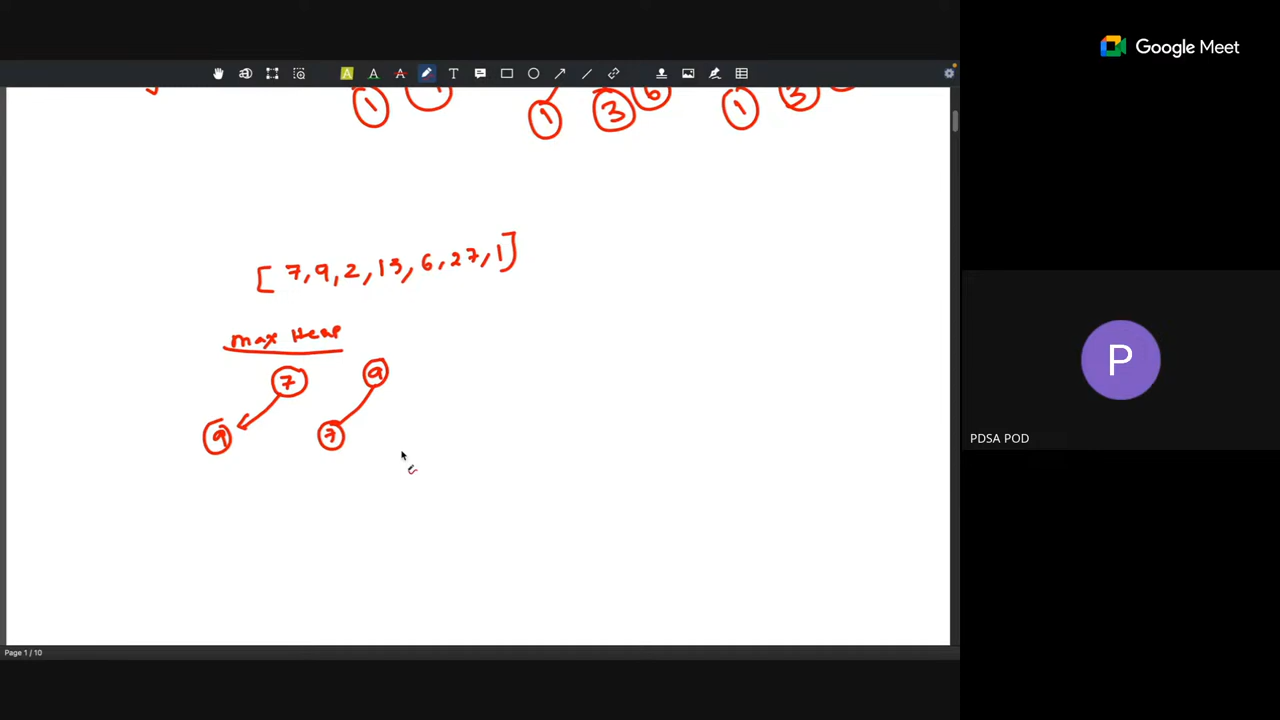 Google Meet
A A A T
1 1 3 6 1 3
[ 7, 9, 2, 13, 6, 27, 1 ]
Max Heap
7 9
9 7
P
PDSA POD
Page 1 / 10